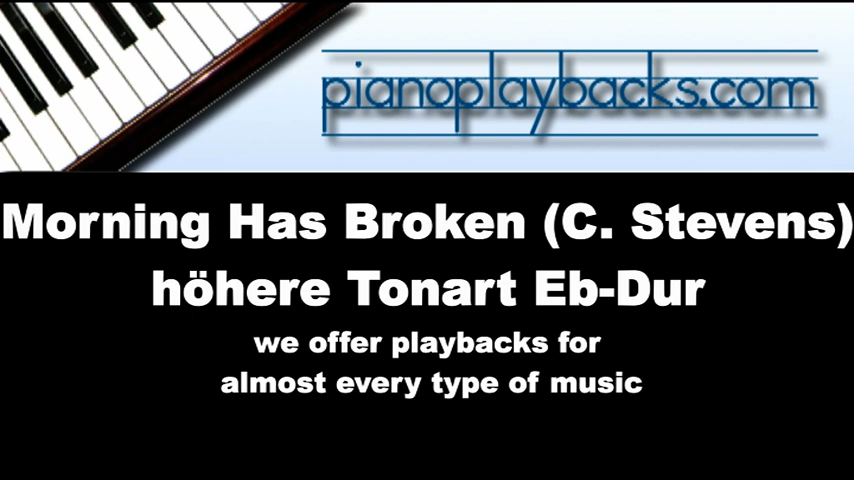 pianoplaybacks.com
Morning Has Broken (C. Stevens)
höhere Tonart Eb-Dur
we offer playbacks for
almost every type of music